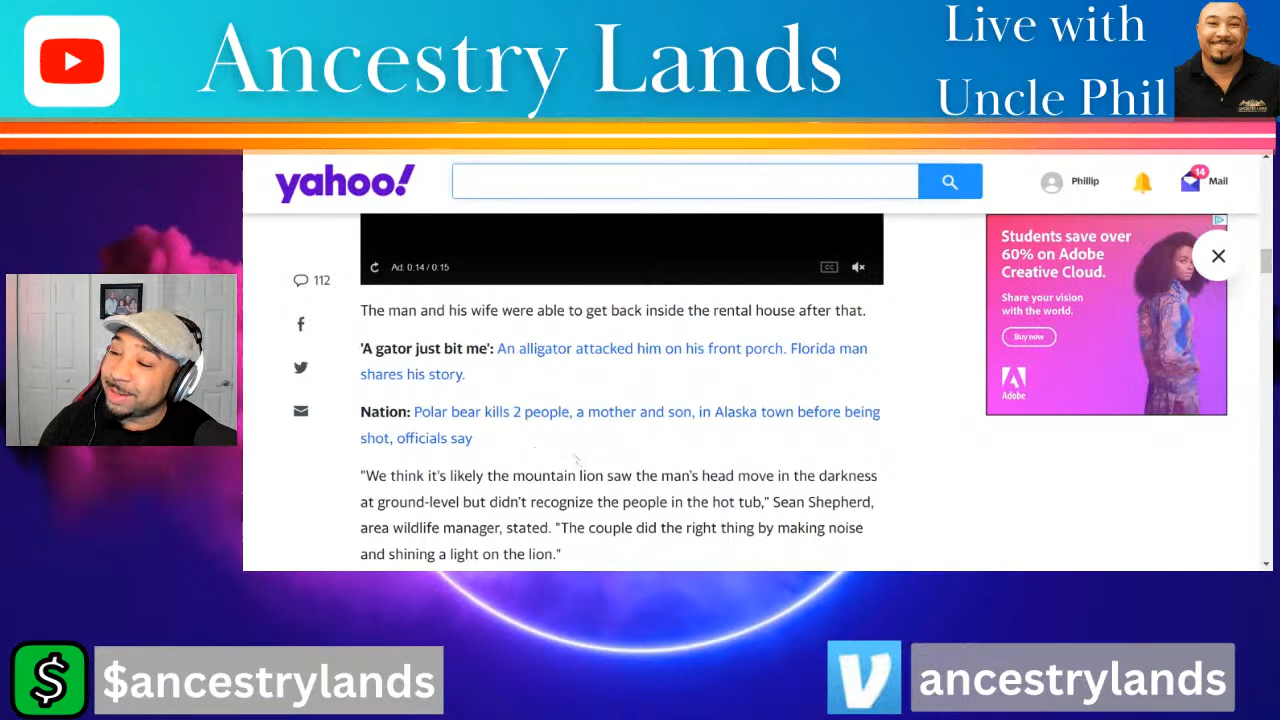 Ancestry Lands
Live with
Uncle Phil
yahoo!
Phillip
14
Mail
112
Ad: 0:14 / 0:15
CC
The man and his wife were able to get back inside the rental house after that.
'A gator just bit me': An alligator attacked him on his front porch. Florida man
shares his story.
Nation: Polar bear kills 2 people, a mother and son, in Alaska town before being
shot, officials say
"We think it's likely the mountain lion saw the man's head move in the darkness
at ground-level but didn't recognize the people in the hot tub," Sean Shepherd,
area wildlife manager, stated. "The couple did the right thing by making noise
and shining a light on the lion."
Students save over
60% on Adobe
Creative Cloud.
Share your vision
with the world.
Buy now
Adobe
$ancestrylands
ancestrylands